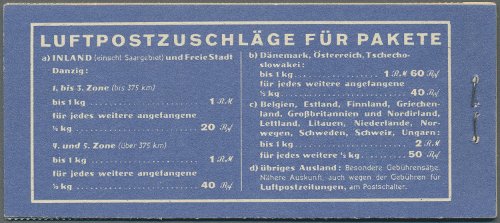 LUFTPOSTZUSCHLÄGE FÜR PAKETE
a) INLAND (einschl Saargebiet) und Freie Stadt
Danzig:
1. bis 3. Zone (bis 375 km)
bis 1 kg 1 RM
für jedes weitere angefangene
½ kg 20 Rpf
4. und 5. Zone (über 375 km)
bis 1 kg 1 RM
für jedes weitere angefangene
½ kg 40 Rpf
b) Dänemark, Österreich, Tschecho-
slowakei:
bis 1 kg 1 RM 60 Rpf
für jedes weitere angefangene
½ kg 40 Rpf
c) Belgien, Estland, Finnland, Griechen-
land, Großbritannien und Nordirland,
Lettland, Litauen, Niederlande, Nor-
wegen, Schweden, Schweiz, Ungarn:
bis 1 kg 2 RM
für jedes weitere ½ kg 50 Rpf
d) übriges Ausland: Besondere Gebührensätze.
Nähere Auskunft, auch wegen der Gebühren für
Luftpostzeitungen, am Postschalter.